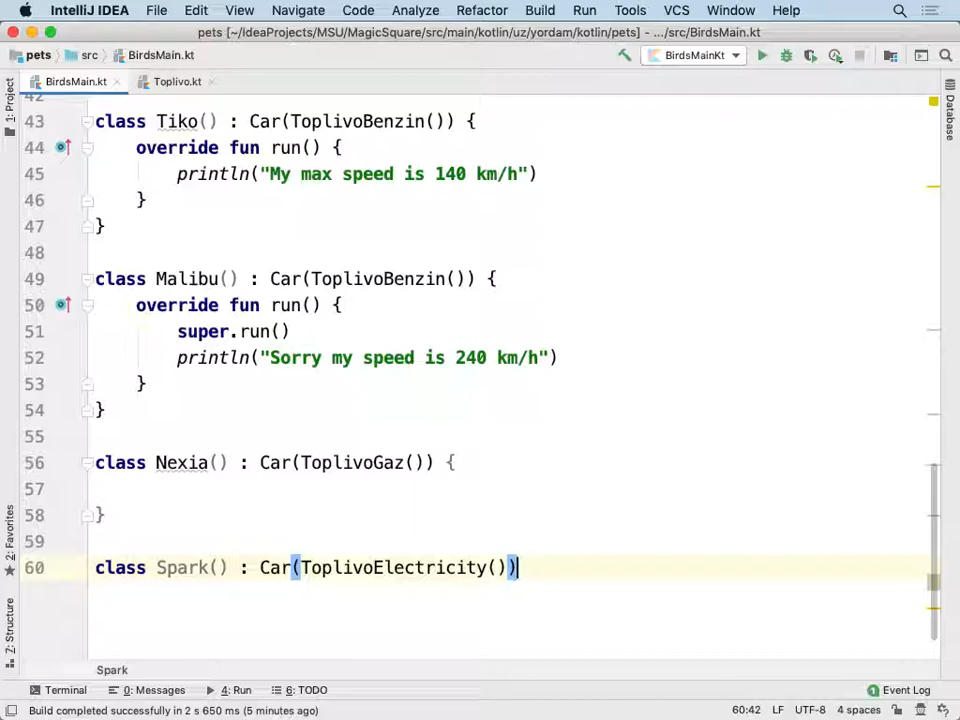 IntelliJ IDEA File Edit View Navigate Code Analyze Refactor Build Run Tools VCS Window Help
pets [~/IdeaProjects/MSU/MagicSquare/src/main/kotlin/uz/yordam/kotlin/pets] - .../src/BirdsMain.kt
pets src BirdsMain.kt BirdsMainKt
BirdsMain.kt Toplivo.kt
1: Project
Database
42
43 class Tiko() : Car(ToplivoBenzin()) {
44 override fun run() {
45 println("My max speed is 140 km/h")
46 }
47 }
48
49 class Malibu() : Car(ToplivoBenzin()) {
50 override fun run() {
51 super.run()
52 println("Sorry my speed is 240 km/h")
53 }
54 }
55
56 class Nexia() : Car(ToplivoGaz()) {
57
58 }
59
60 class Spark() : Car(ToplivoElectricity())
2: Favorites
7: Structure
Spark
Terminal 0: Messages 4: Run 6: TODO Event Log
Build completed successfully in 2 s 650 ms (5 minutes ago) 60:42 LF UTF-8 4 spaces